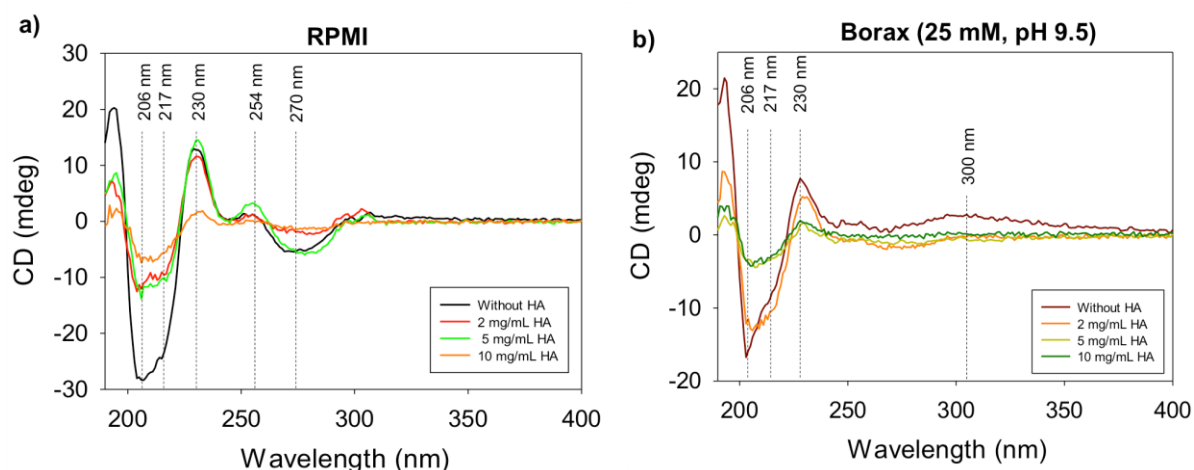 a)
RPMI
30
20
10
0
-10
-20
-30
CD (mdeg)
206 nm
217 nm
230 nm
254 nm
270 nm
Without HA
2 mg/mL HA
5 mg/mL HA
10 mg/mL HA
200 250 300 350 400
Wavelength (nm)
b)
Borax (25 mM, pH 9.5)
20
10
0
-10
-20
CD (mdeg)
206 nm
217 nm
230 nm
300 nm
Without HA
2 mg/mL HA
5 mg/mL HA
10 mg/mL HA
200 250 300 350 400
Wavelength (nm)